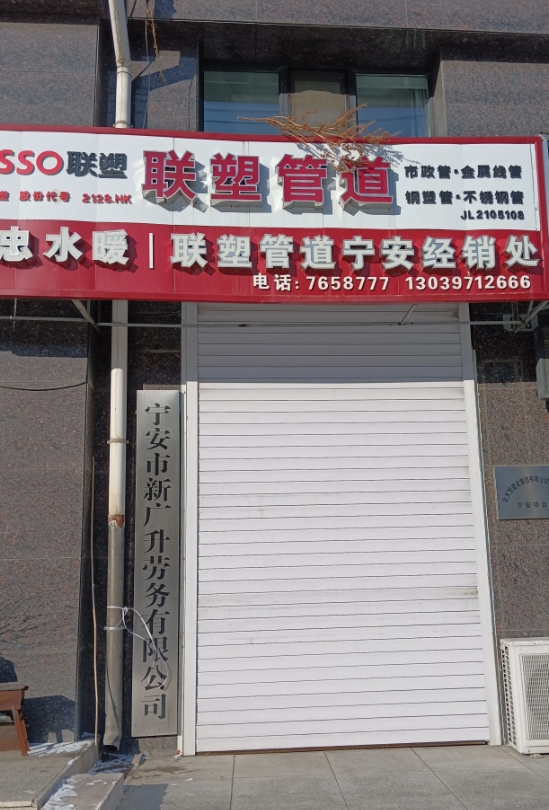 SSO联塑
股份代号 2128.HK
联塑管道
市政管·金属线管
钢塑管·不锈钢管
JL2105108
忠水暖｜联塑管道宁安经销处
电话:7658777 13039712666
宁安市新广升劳务有限公司